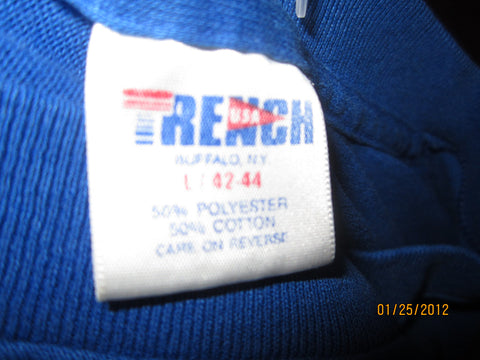 TRENCH
USA
BUFFALO, N.Y.
L / 42-44
50% POLYESTER
50% COTTON
CARE ON REVERSE
01/25/2012